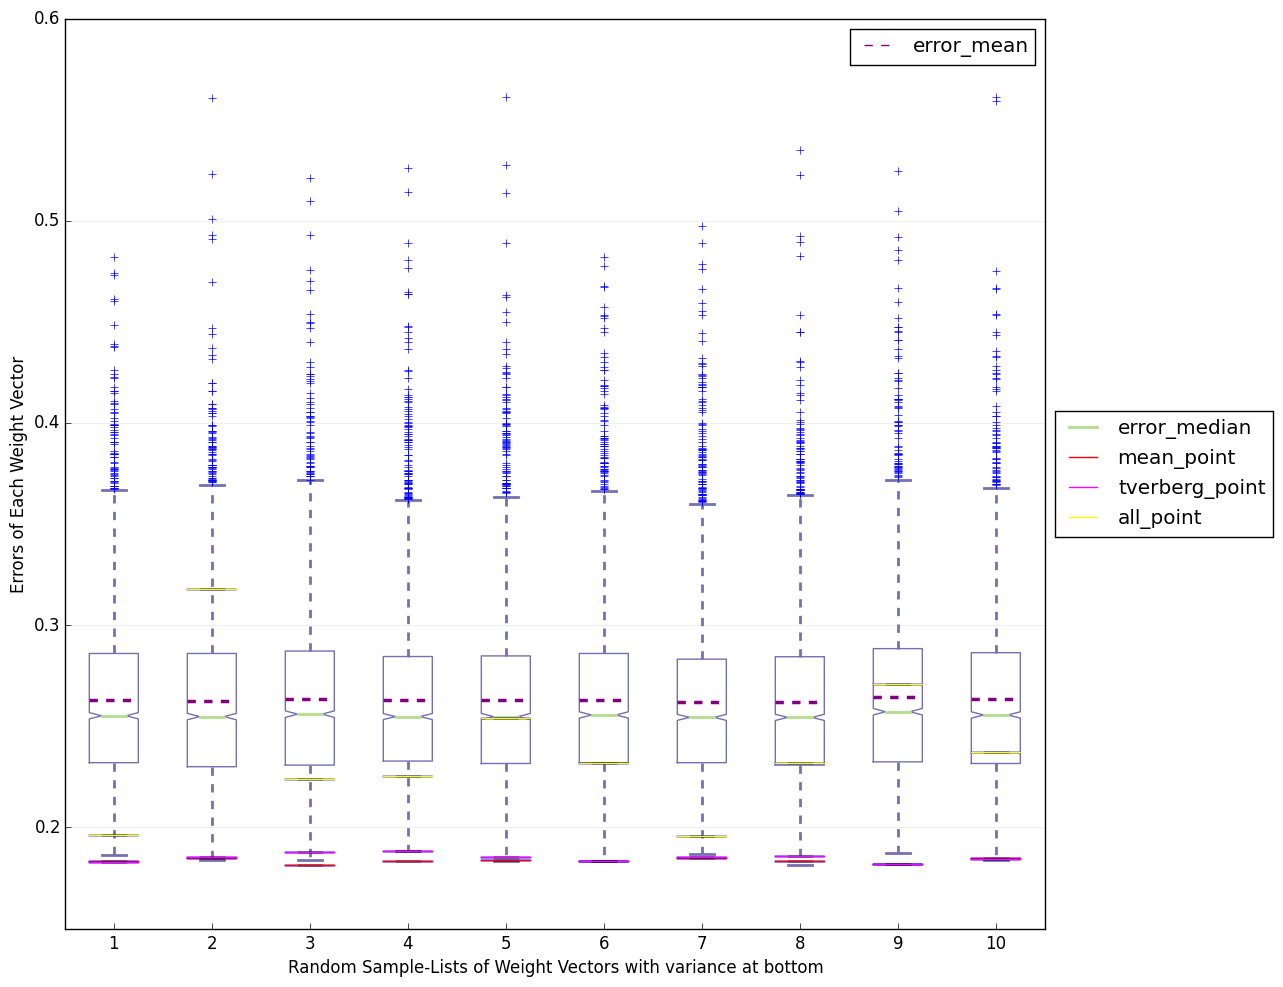 0.6
error_mean
0.5
0.4
error_median
mean_point
tverberg_point
all_point
Errors of Each Weight Vector
0.3
0.2
1 2 3 4 5 6 7 8 9 10
Random Sample-Lists of Weight Vectors with variance at bottom